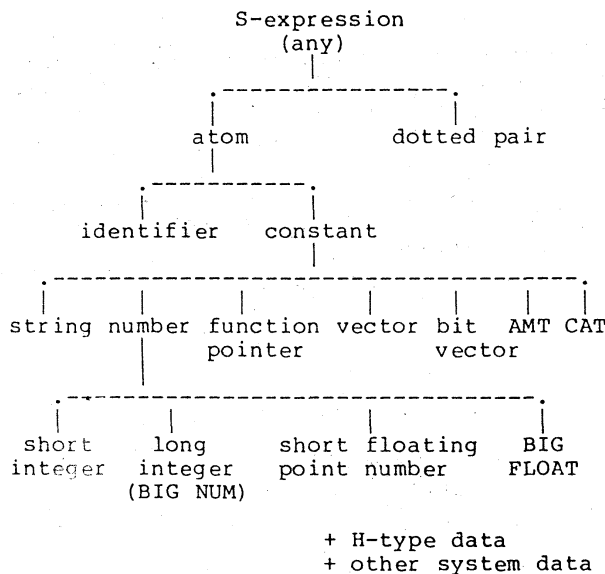 S-expression
(any)
atom dotted pair
identifier constant
string number function vector bit AMT CAT
pointer vector
short long short floating BIG
integer integer point number FLOAT
(BIG NUM)
+ H-type data
+ other system data